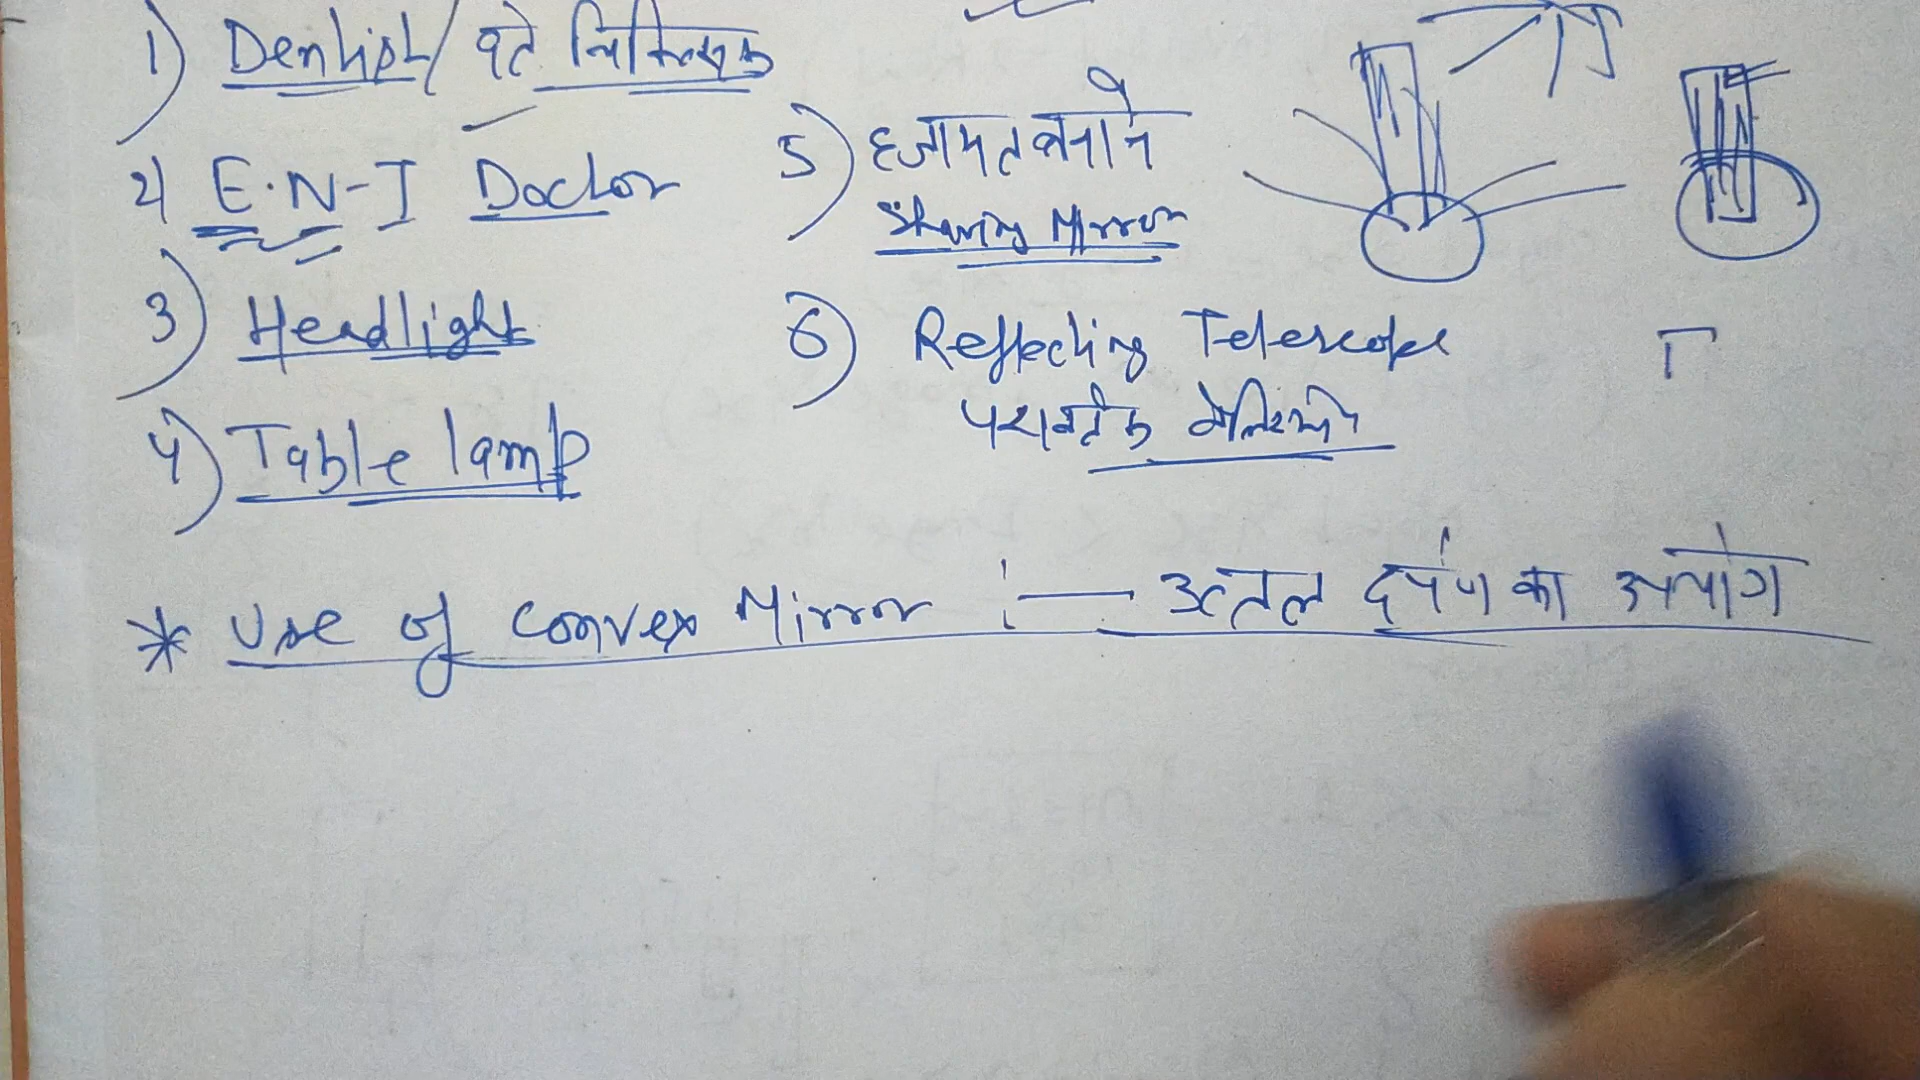 1) Dentist/ दंत चिकित्सक
2) E.N-T Doctor
3) Headlight
4) Table lamp
5) हजामत बनाने
Shaving Mirror
6) Reflecting Telescope
परावर्तक
* Use of convex Mirror :— उत्तल दर्पण का उपयोग